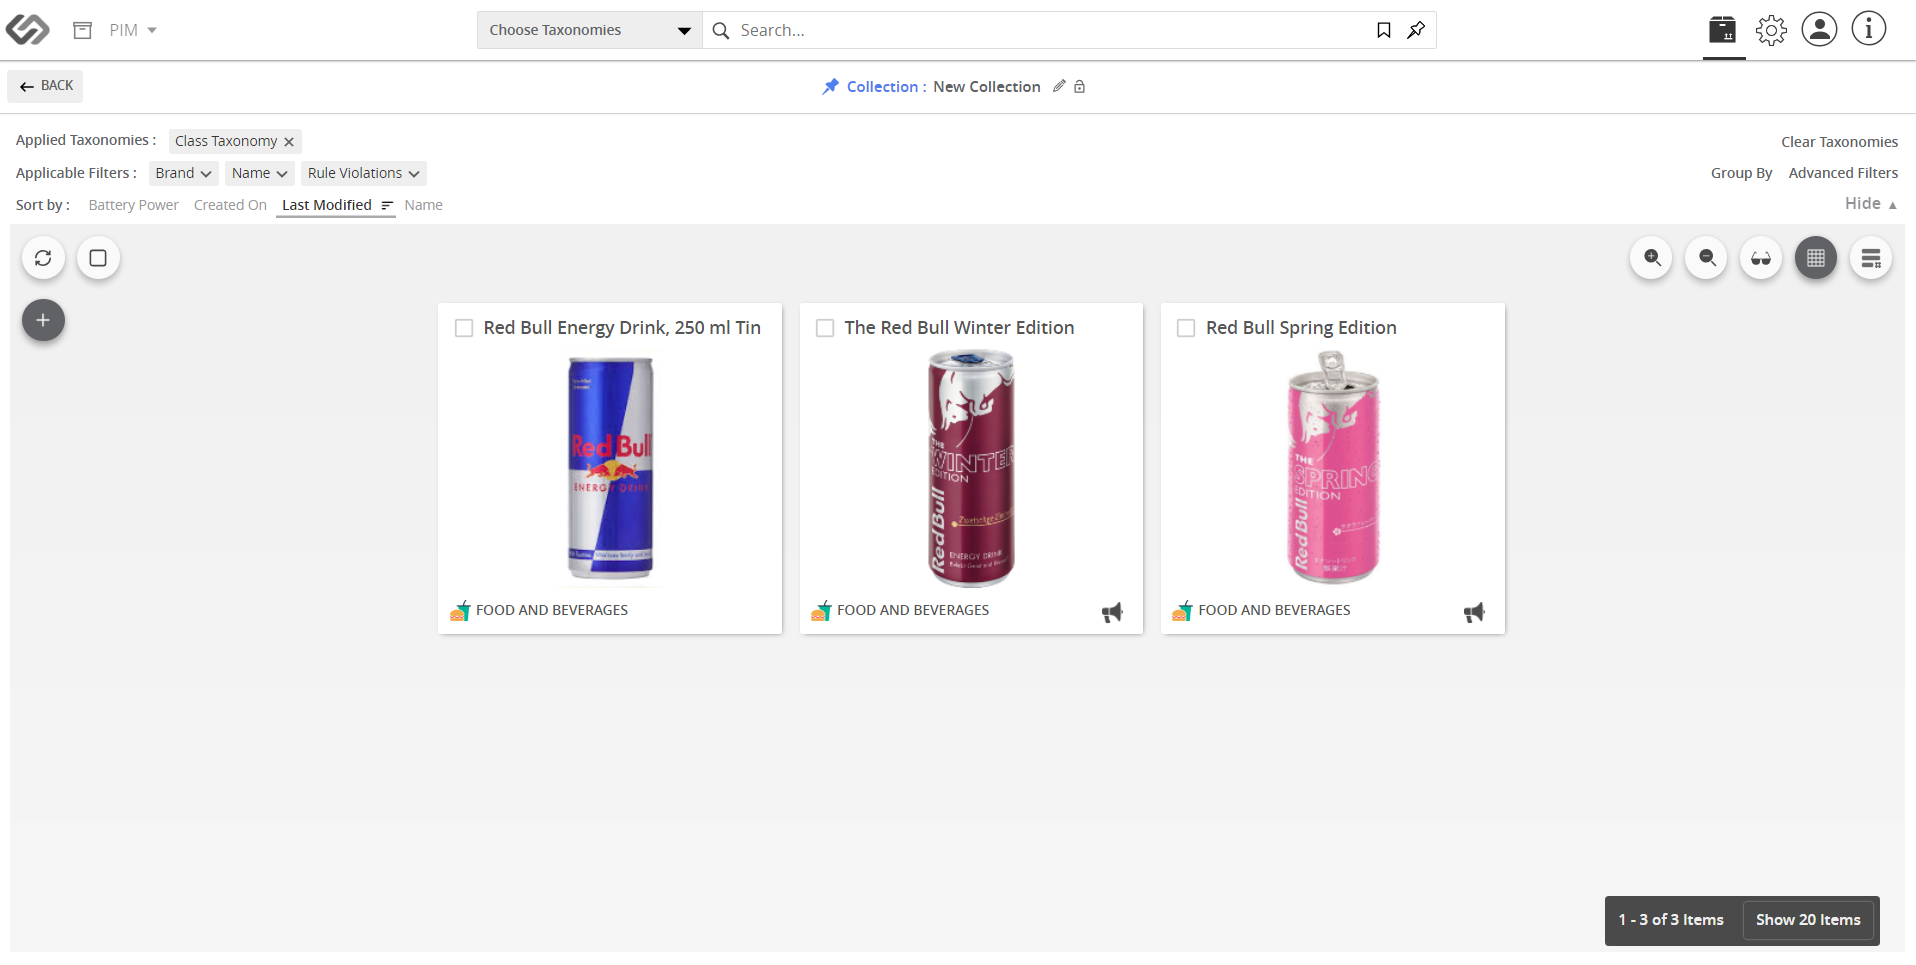 PIM
Choose Taxonomies
Search...
BACK
Collection : New Collection
Applied Taxonomies : Class Taxonomy
Clear Taxonomies
Applicable Filters : Brand Name Rule Violations
Group By Advanced Filters
Sort by : Battery Power Created On Last Modified Name
Hide
Red Bull Energy Drink, 250 ml Tin
The Red Bull Winter Edition
Red Bull Spring Edition
Red Bull
ENERGY DRINK
THE
WINTER
EDITION
Red Bull
ENERGY DRINK
THE
SPRING
EDITION
Red Bull
FOOD AND BEVERAGES
FOOD AND BEVERAGES
FOOD AND BEVERAGES
1 - 3 of 3 Items
Show 20 Items